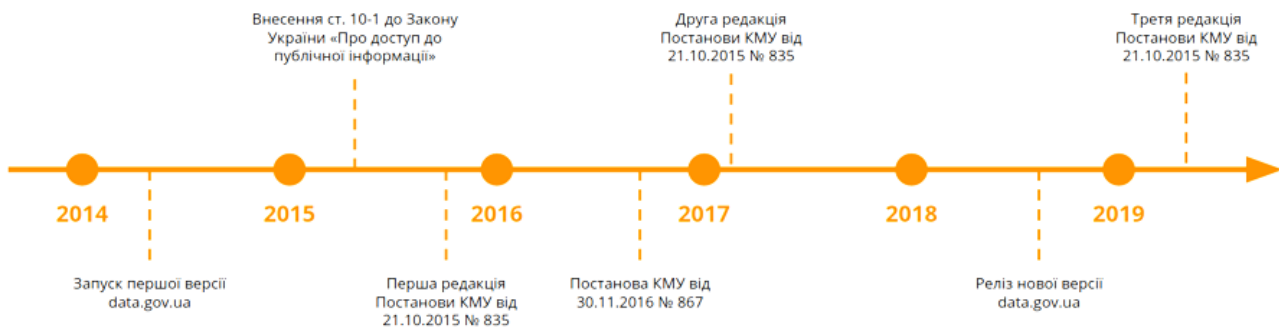 Внесення ст. 10-1 до Закону
України «Про доступ до
публічної інформації»
Друга редакція
Постанови КМУ від
21.10.2015 № 835
Третя редакція
Постанови КМУ від
21.10.2015 № 835
2014
2015
2016
2017
2018
2019
Запуск першої версії
data.gov.ua
Перша редакція
Постанови КМУ від
21.10.2015 № 835
Постанова КМУ від
30.11.2016 № 867
Реліз нової версії
data.gov.ua